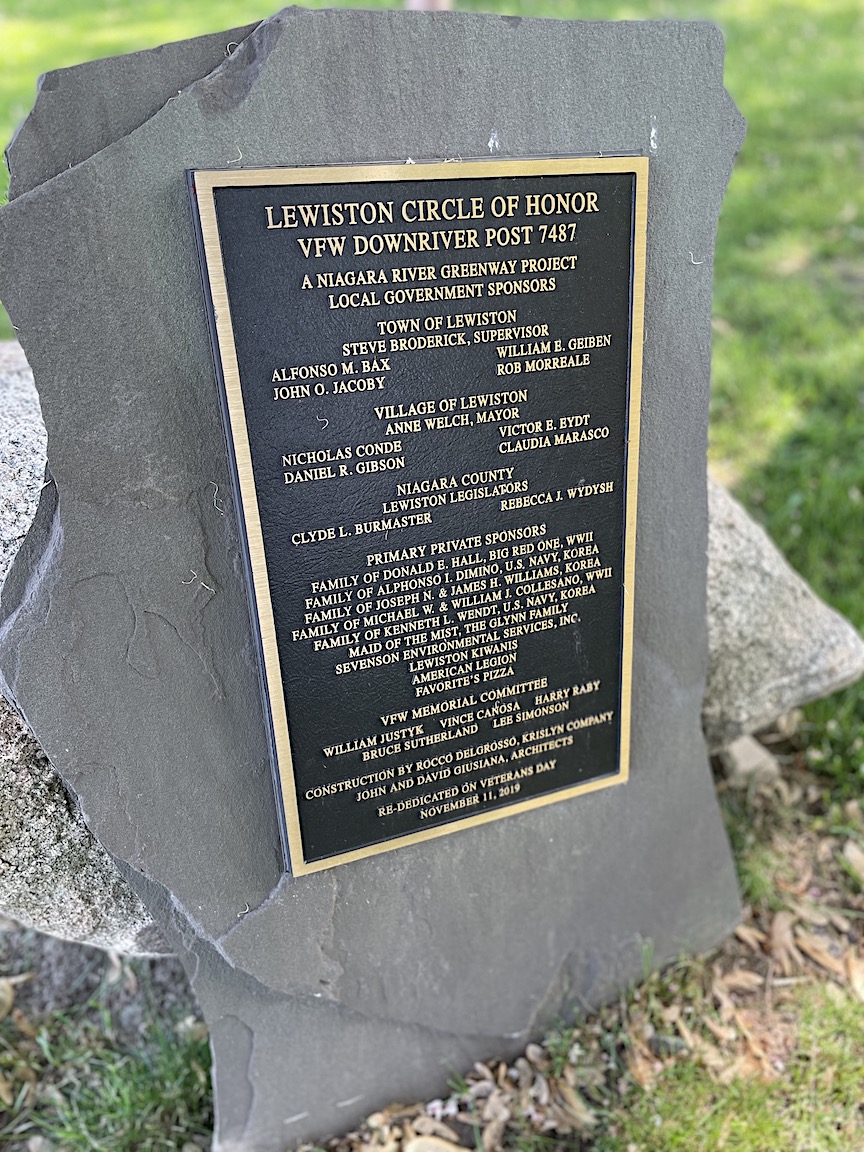 LEWISTON CIRCLE OF HONOR
VFW DOWNRIVER POST 7487
A NIAGARA RIVER GREENWAY PROJECT
LOCAL GOVERNMENT SPONSORS
TOWN OF LEWISTON
STEVE BRODERICK, SUPERVISOR
ALFONSO M. BAX WILLIAM E. GEIBEN
JOHN O. JACOBY ROB MORREALE
VILLAGE OF LEWISTON
ANNE WELCH, MAYOR
NICHOLAS CONDE VICTOR E. EYDT
DANIEL R. GIBSON CLAUDIA MARASCO
NIAGARA COUNTY
LEWISTON LEGISLATORS
CLYDE L. BURMASTER REBECCA J. WYDYSH
PRIMARY PRIVATE SPONSORS
FAMILY OF DONALD E. HALL, BIG RED ONE, WWII
FAMILY OF ALPHONSO I. DIMINO, U.S. NAVY, KOREA
FAMILY OF JOSEPH N. & JAMES H. WILLIAMS, KOREA
FAMILY OF MICHAEL W. & WILLIAM J. COLLESANO, WWII
FAMILY OF KENNETH L. WENDT, U.S. NAVY, KOREA
MAID OF THE MIST, THE GLYNN FAMILY
SEVENSON ENVIRONMENTAL SERVICES, INC.
LEWISTON KIWANIS
AMERICAN LEGION
FAVORITE'S PIZZA
VFW MEMORIAL COMMITTEE
WILLIAM JUSTYK VINCE CANOSA HARRY RABY
BRUCE SUTHERLAND LEE SIMONSON
CONSTRUCTION BY ROCCO DELGROSSO, KRISLYN COMPANY
JOHN AND DAVID GIUSIANA, ARCHITECTS
RE-DEDICATED ON VETERANS DAY
NOVEMBER 11, 2019